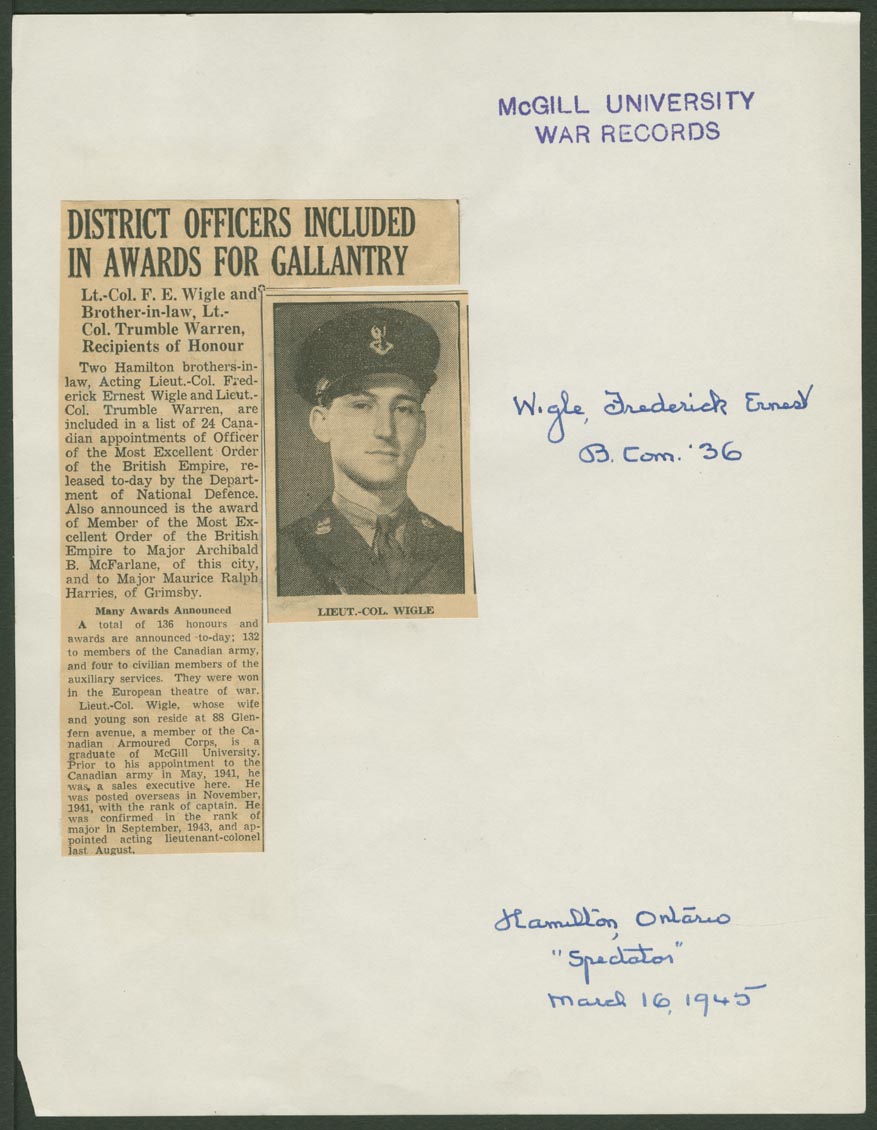 McGILL UNIVERSITY
WAR RECORDS
DISTRICT OFFICERS INCLUDED
IN AWARDS FOR GALLANTRY
Lt.-Col. F. E. Wigle and
Brother-in-law, Lt.-
Col. Trumble Warren,
Recipients of Honour
Two Hamilton brothers-in-
law, Acting Lieut.-Col. Fred-
erick Ernest Wigle and Lieut.-
Col. Trumble Warren, are
included in a list of 24 Cana-
dian appointments of Officer
of the Most Excellent Order
of the British Empire, re-
leased to-day by the Depart-
ment of National Defence.
Also announced is the award
of Member of the Most Ex-
cellent Order of the British
Empire to Major Archibald
B. McFarlane, of this city,
and to Major Maurice Ralph
Harries, of Grimsby.
Many Awards Announced
A total of 136 honours and
awards are announced to-day; 132
to members of the Canadian army,
and four to civilian members of the
auxiliary services. They were won
in the European theatre of war.
Lieut.-Col. Wigle, whose wife
and young son reside at 88 Glen-
fern avenue, a member of the Ca-
nadian Armoured Corps, is a
graduate of McGill University.
Prior to his appointment to the
Canadian army in May, 1941, he
was a sales executive here. He
was posted overseas in November,
1941, with the rank of captain. He
was confirmed in the rank of
major in September, 1943, and ap-
pointed acting lieutenant-colonel
last August.
LIEUT.-COL. WIGLE
Wigle, Frederick Ernest
B. Com. '36
Hamilton, Ontario
"Spectator"
March 16, 1945